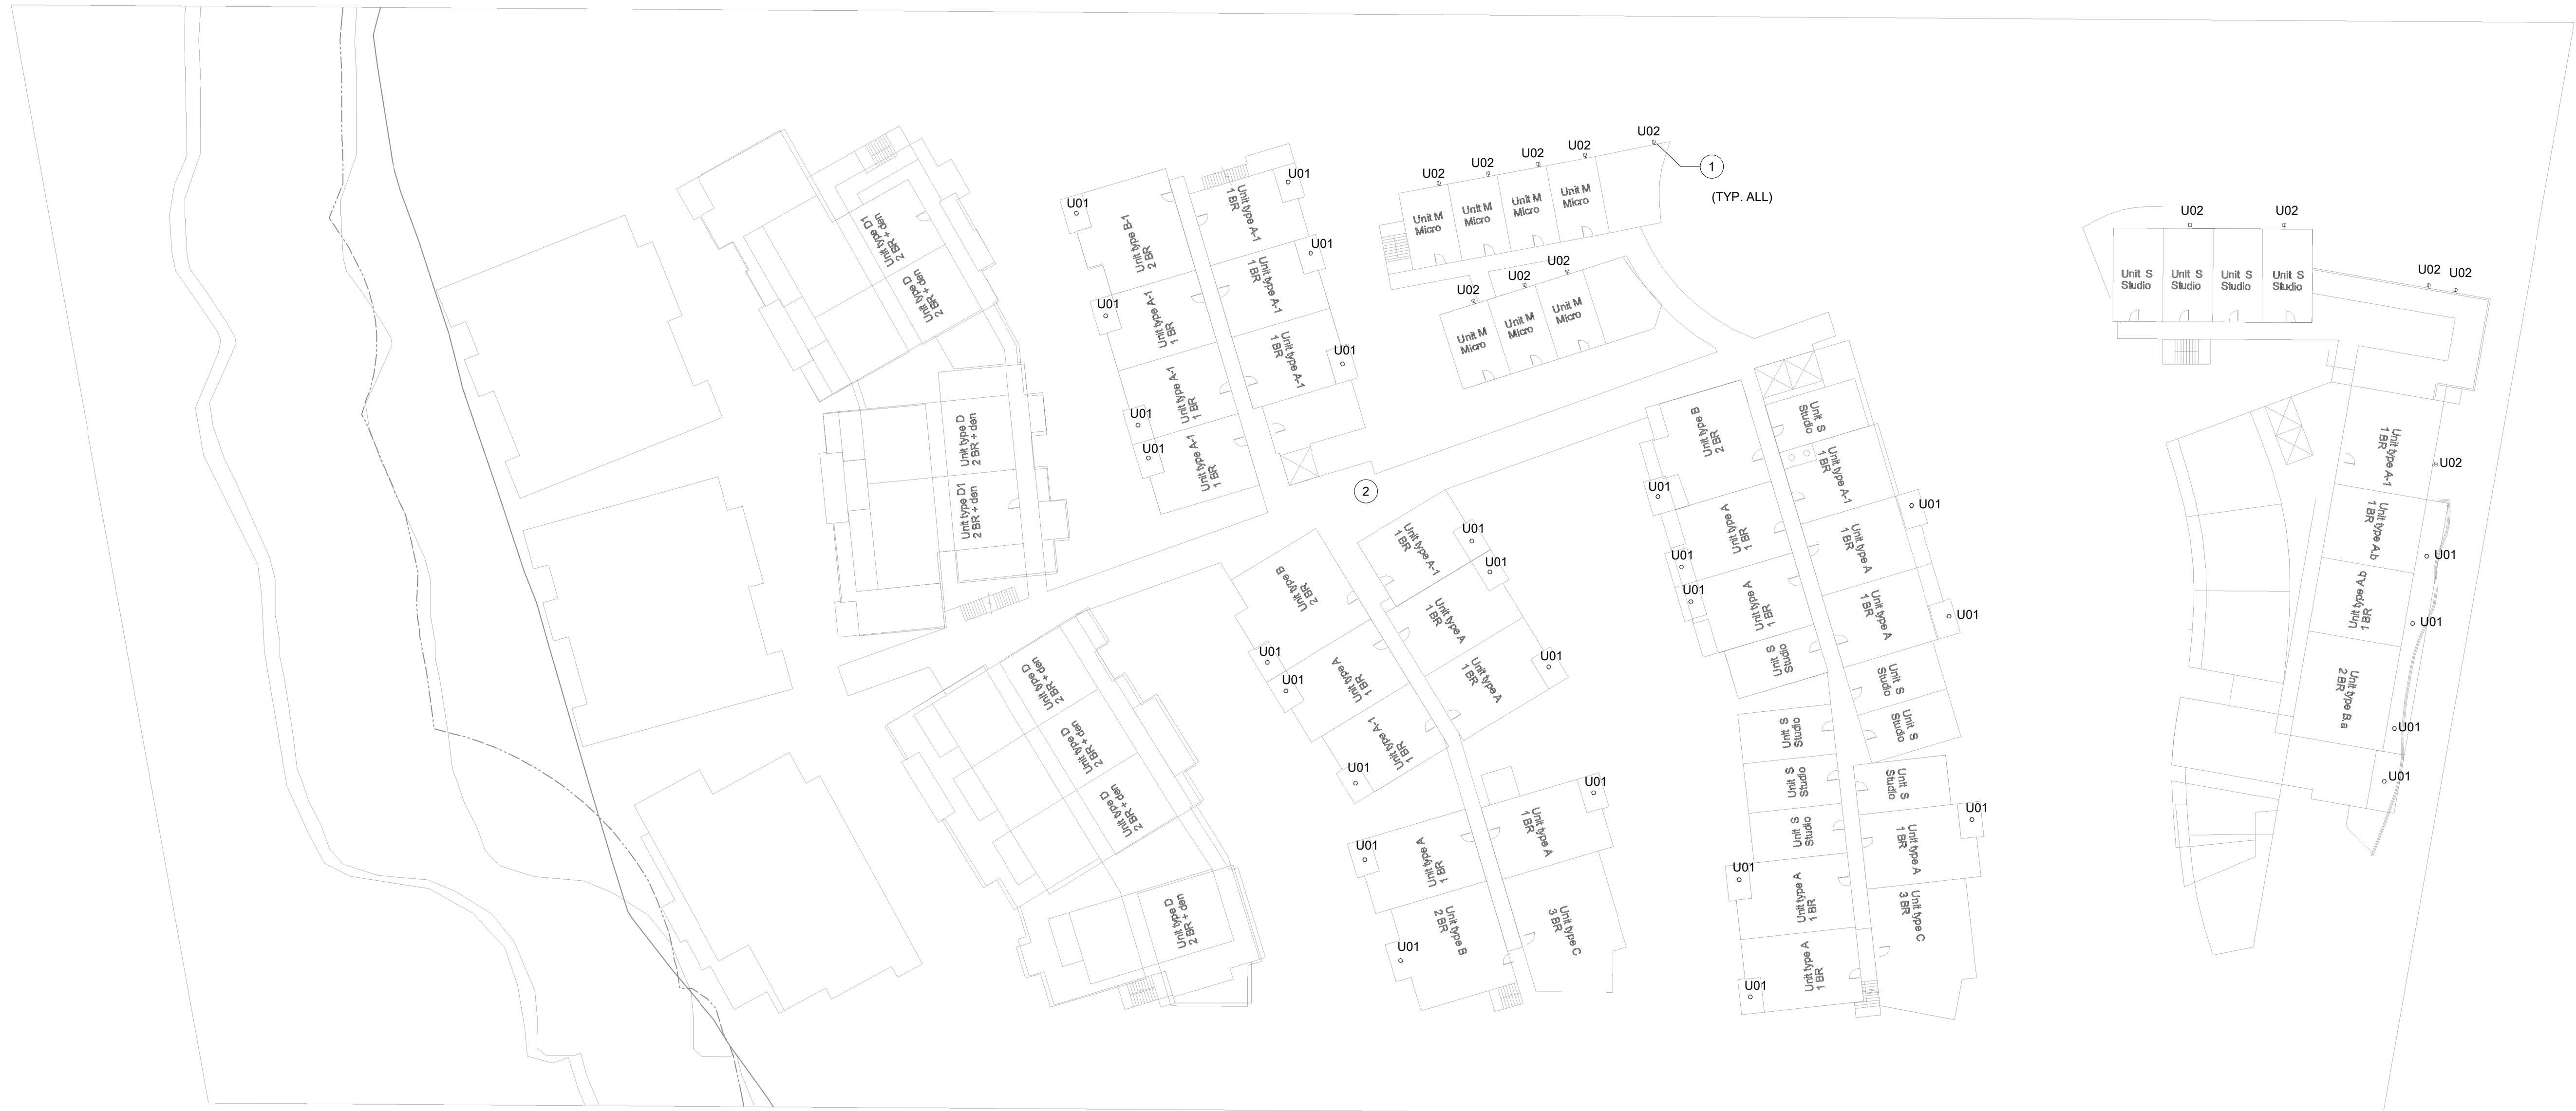 U02
U02
U02
U02
U02
1
(TYP. ALL)
Unit M
Micro
Unit M
Micro
Unit M
Micro
Unit M
Micro
U02
U02
U02
Unit M
Micro
Unit M
Micro
Unit M
Micro
Unit type D1
2 BR + den
Unit type D
2 BR + den
Unit type D
2 BR + den
Unit type D1
2 BR + den
Unit type D
2 BR + den
Unit type D
2 BR + den
Unit type D
2 BR + den
Unit type D
2 BR + den
U01
Unit type B-1
2 BR
U01
Unit type A-1
1 BR
U01
Unit type A-1
1 BR
U01
Unit type A-1
1 BR
U01
Unit type A-1
1 BR
U01
Unit type A-1
1 BR
U01
Unit type A-1
1 BR
2
Unit type B
2 BR
U01
U01
Unit type A
1 BR
Unit type A-1
1 BR
U01
Unit type A-1
1 BR
U01
U01
Unit type A
1 BR
U01
Unit type A
1 BR
U01
Unit type A
1 BR
U01
Unit type B
2 BR
U01
Unit type A
1 BR
Unit type C
3 BR
Unit type B
2 BR
U01
Unit type A
1 BR
U01
U01
Unit type A
1 BR
Unit S
Studio
Unit S
Studio
Unit type A-1
1 BR
U01
Unit type A
1 BR
Unit type A
1 BR
U01
Unit S
Studio
Unit S
Studio
Unit S
Studio
Unit S
Studio
Unit S
Studio
U01
Unit type A
1 BR
Unit type A
1 BR
U01
Unit S
Studio
U01
Unit type A
1 BR
Unit type C
3 BR
U02
U02
Unit S
Studio
Unit S
Studio
Unit S
Studio
Unit S
Studio
U02
U02
Unit type A-1
1 BR
U02
Unit type A.b
1 BR
U01
Unit type A.b
1 BR
U01
Unit type B.a
2 BR
U01
U01